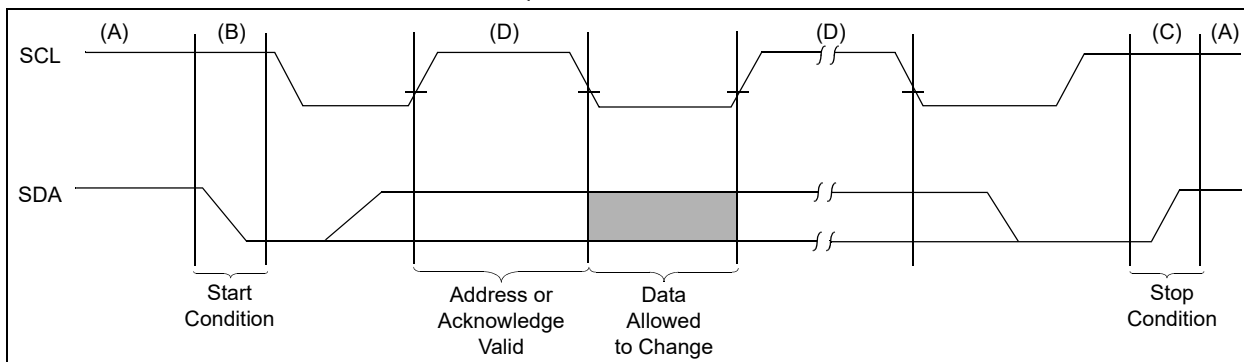 (A) (B) (D) (D) (C) (A)
SCL
SDA
Start
Condition
Address or
Acknowledge
Valid
Data
Allowed
to Change
Stop
Condition